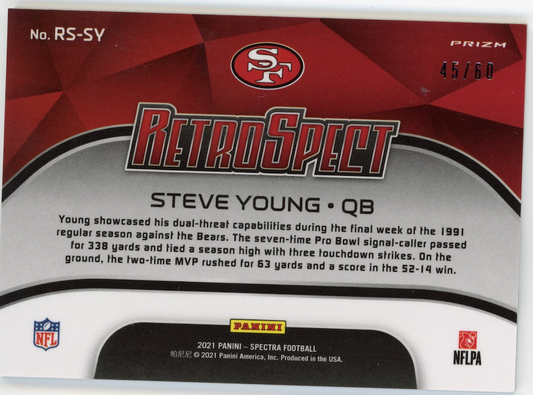 No. RS-SY
SF
PRIZM
45/60
RETROSPECT
STEVE YOUNG • QB
Young showcased his dual-threat capabilities during the final week of the 1991
regular season against the Bears. The seven-time Pro Bowl signal-caller passed
for 338 yards and tied a season high with three touchdown strikes. On the
ground, the two-time MVP rushed for 63 yards and a score in the 52-14 win.
PANINI
NFL
2021 PANINI – SPECTRA FOOTBALL
帕尼尼 © 2021 Panini America, Inc. Produced in the USA.
NFLPA